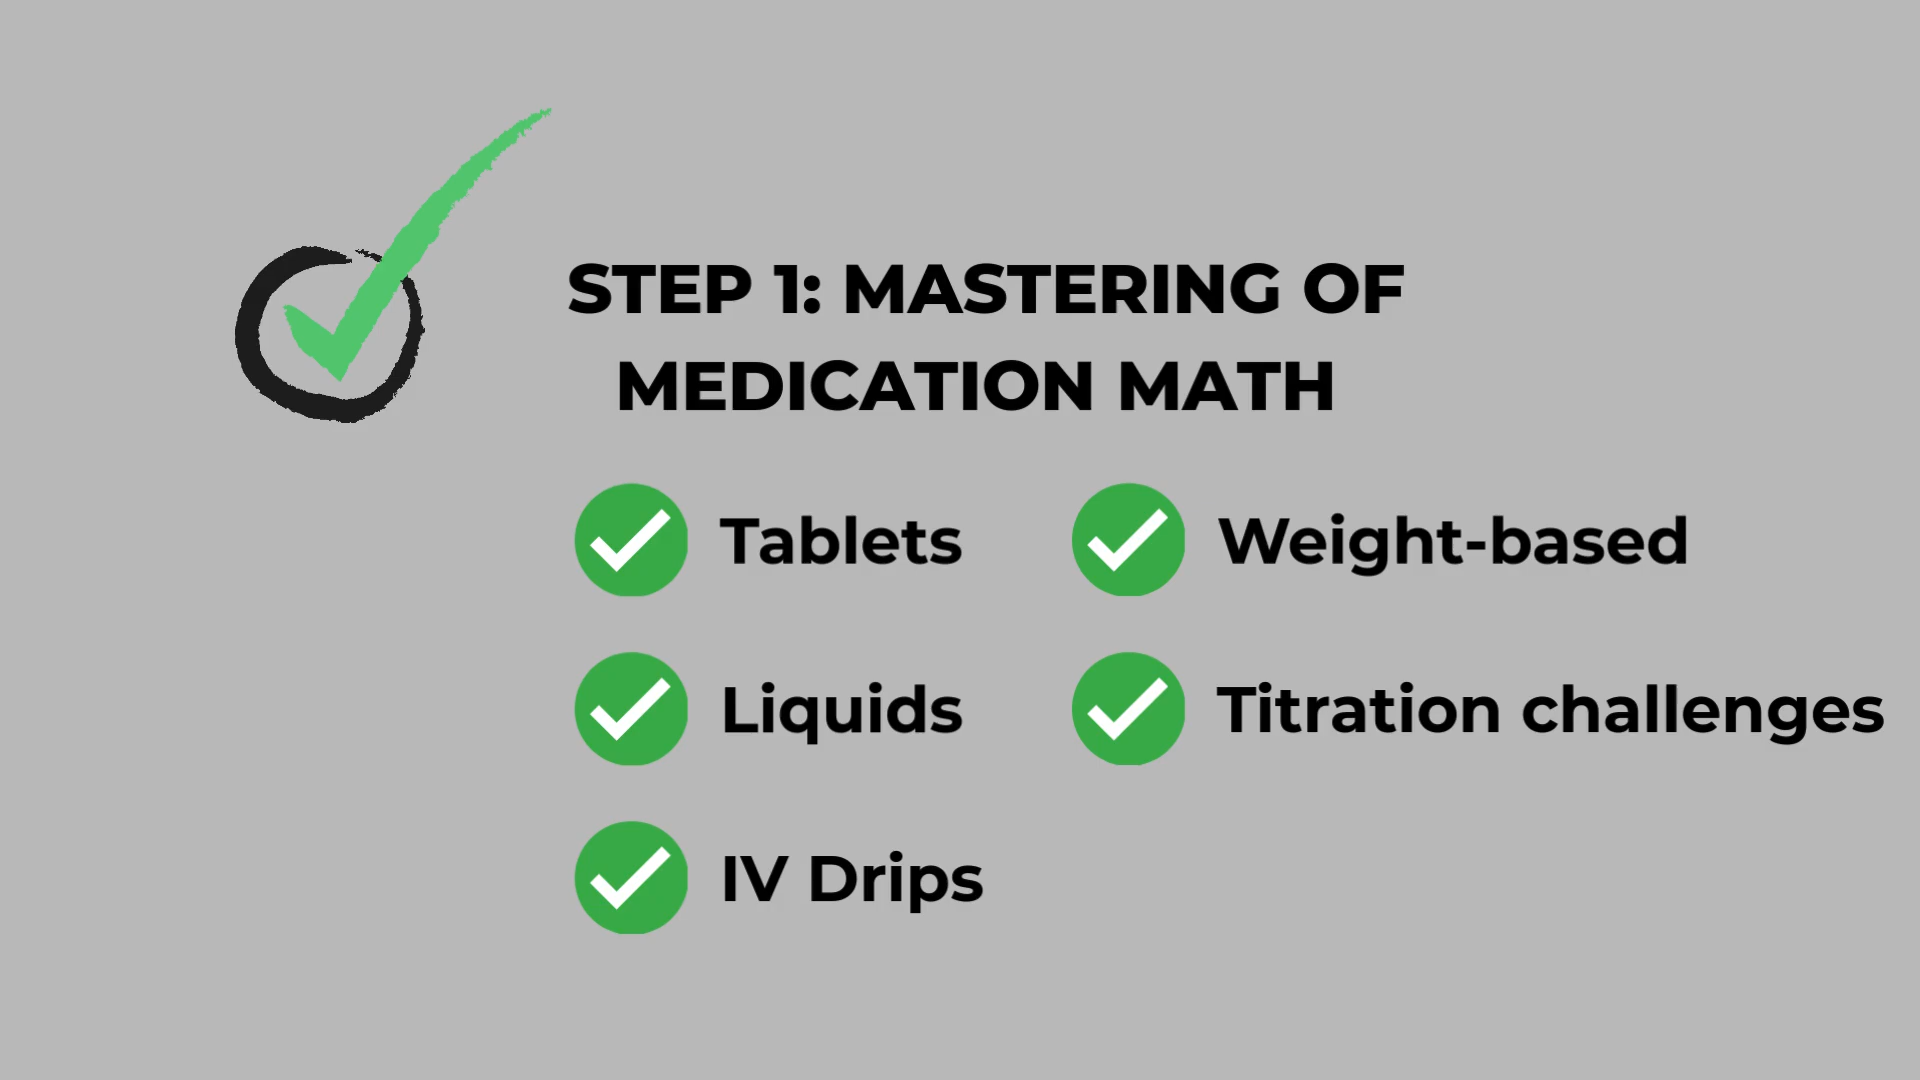 STEP 1: MASTERING OF
MEDICATION MATH
Tablets
Liquids
IV Drips
Weight-based
Titration challenges